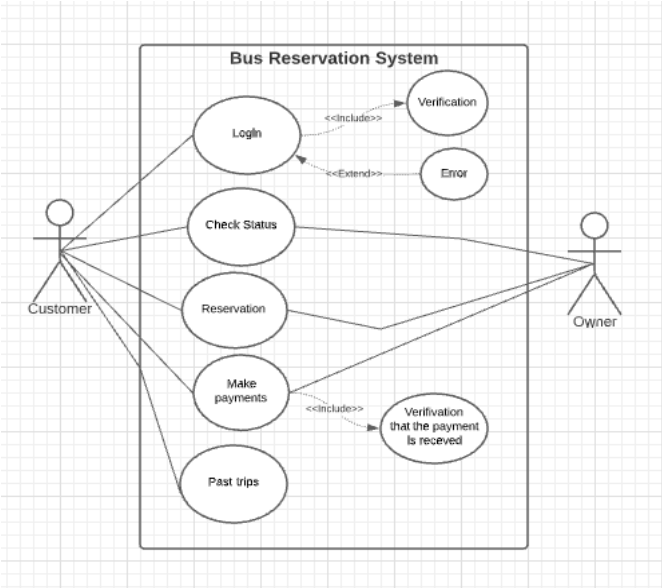 Bus Reservation System
Verification
LogIn
<<Include>>
<<Extend>>
Error
Check Status
Customer
Reservation
Owner
Make
payments
<<Include>>
Verifivation
that the payment
Is receved
Past trips